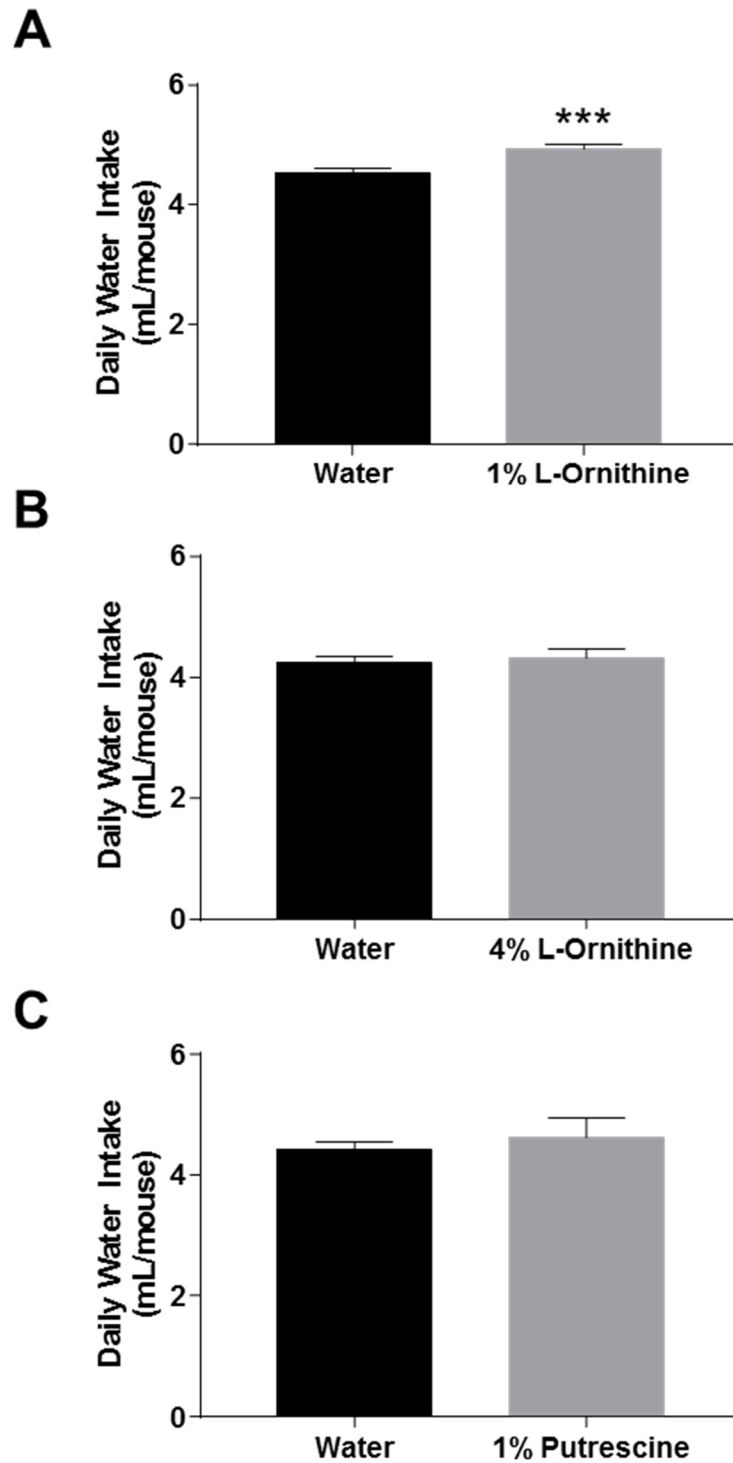 A
Daily Water Intake
(mL/mouse)
6
4
2
0
***
Water
1% L-Ornithine
B
Daily Water Intake
(mL/mouse)
6
4
2
0
Water
4% L-Ornithine
C
Daily Water Intake
(mL/mouse)
6
4
2
0
Water
1% Putrescine